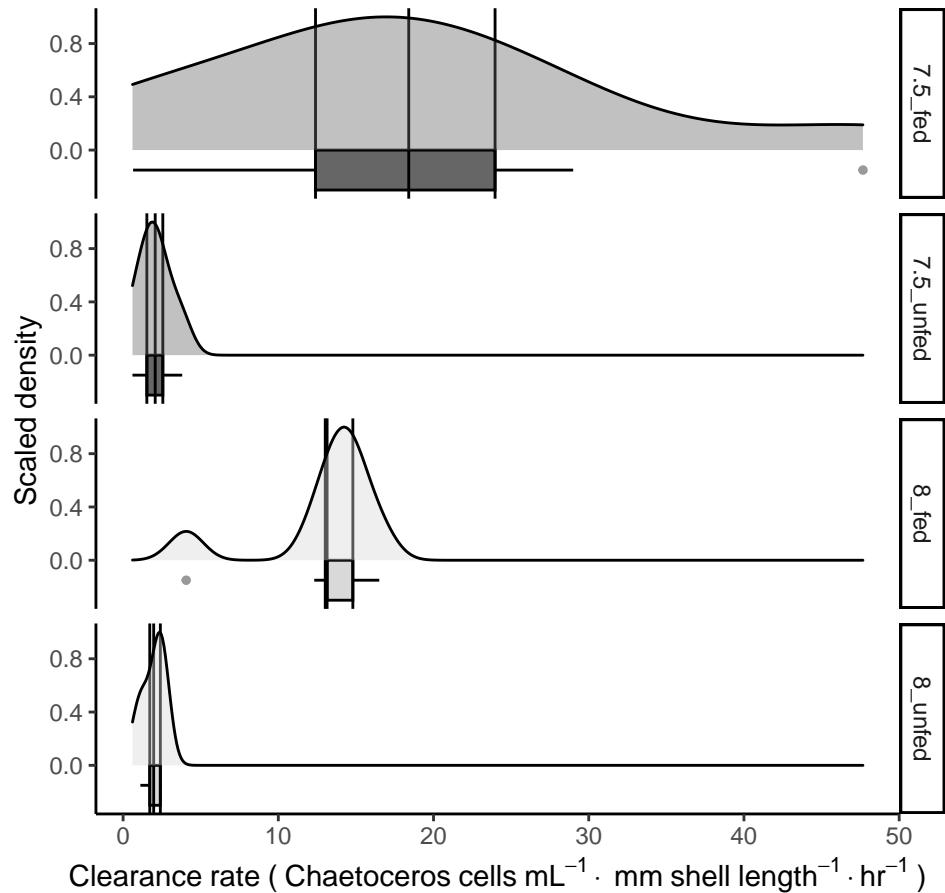 Scaled density
0.8
0.4
0.0
7.5_fed
0.8
0.4
0.0
7.5_unfed
0.8
0.4
0.0
8_fed
0.8
0.4
0.0
8_unfed
0 10 20 30 40 50
Clearance rate ( Chaetoceros cells mL⁻¹ · mm shell length⁻¹ · hr⁻¹ )